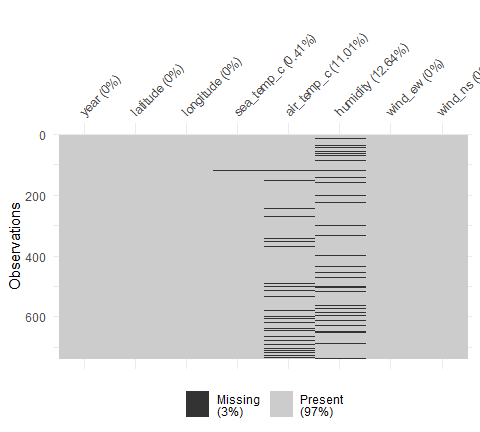 year (0%)
latitude (0%)
longitude (0%)
sea_temp_c (0.41%)
air_temp_c (11.01%)
humidity (12.64%)
wind_ew (0%)
wind_ns (0
Observations
0
200
400
600
Missing
(3%)
Present
(97%)